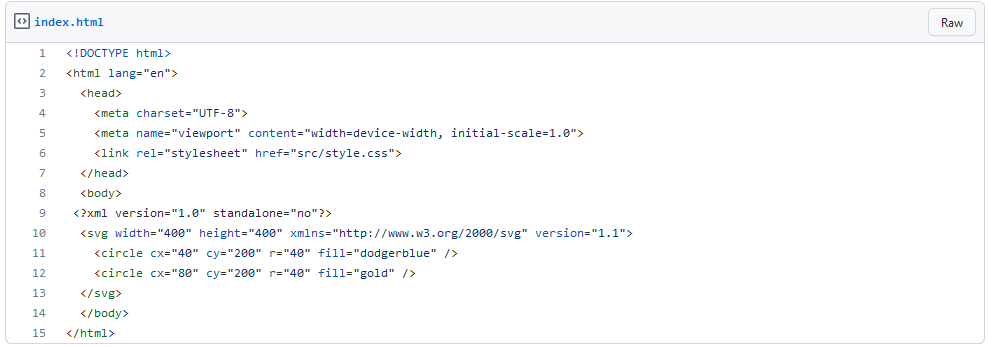 index.html
Raw
1 <!DOCTYPE html>
2 <html lang="en">
3   <head>
4     <meta charset="UTF-8">
5     <meta name="viewport" content="width=device-width, initial-scale=1.0">
6     <link rel="stylesheet" href="src/style.css">
7   </head>
8   <body>
9  <?xml version="1.0" standalone="no"?>
10   <svg width="400" height="400" xmlns="http://www.w3.org/2000/svg" version="1.1">
11     <circle cx="40" cy="200" r="40" fill="dodgerblue" />
12     <circle cx="80" cy="200" r="40" fill="gold" />
13   </svg>
14   </body>
15 </html>